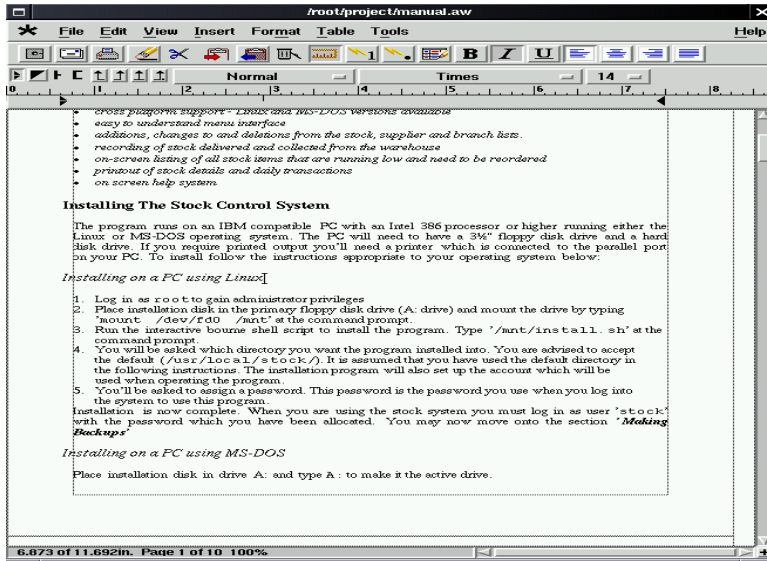 /root/project/manual.aw
File Edit View Insert Format Table Tools Help
B I U
Normal Times 14
0 1 2 3 4 5 6 7 8
cross platform support - Linux and MS-DOS versions available
easy to understand menu interface
additions, changes to and deletions from the stock, supplier and branch lists.
recording of stock delivered and collected from the warehouse
on-screen listing of all stock items that are running low and need to be reordered
printout of stock details and daily transactions
on screen help system
Installing The Stock Control System
The program runs on an IBM compatible PC with an Intel 386 processor or higher running either the
Linux or MS-DOS operating system. The PC will need to have a 3½" floppy disk drive and a hard
disk drive. If you require printed output you'll need a printer which is connected to the parallel port
on your PC. To install follow the instructions appropriate to your operating system below:
Installing on a PC using Linux
1. Log in as root to gain administrator privileges
2. Place installation disk in the primary floppy disk drive (A: drive) and mount the drive by typing
'mount /dev/fd0 /mnt' at the command prompt.
3. Run the interactive bourne shell script to install the program. Type '/mnt/install.sh' at the
command prompt.
4. You will be asked which directory you want the program installed into. You are advised to accept
the default (/usr/local/stock/). It is assumed that you have used the default directory in
the following instructions. The installation program will also set up the account which will be
used when operating the program.
5. You'll be asked to assign a password. This password is the password you use when you log into
the system to use this program.
Installation is now complete. When you are using the stock system you must log in as user 'stock'
with the password which you have been allocated. You may now move onto the section 'Making
Backups'
Installing on a PC using MS-DOS
Place installation disk in drive A: and type A: to make it the active drive.
6.873 of 11.692in. Page 1 of 10 100%